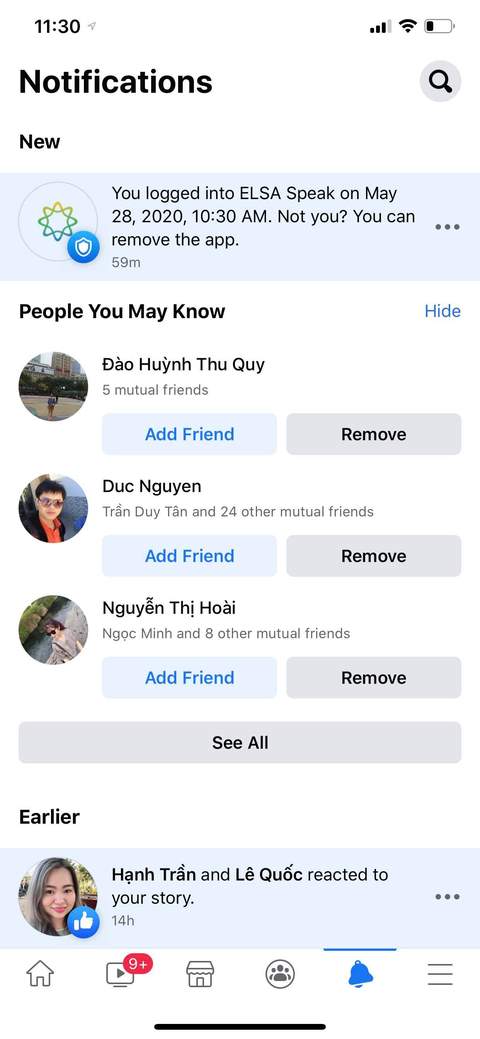 11:30
Notifications
New
You logged into ELSA Speak on May
28, 2020, 10:30 AM. Not you? You can
remove the app.
59m
People You May Know
Hide
Đào Huỳnh Thu Quy
5 mutual friends
Add Friend
Remove
Duc Nguyen
Trần Duy Tân and 24 other mutual friends
Add Friend
Remove
Nguyễn Thị Hoài
Ngọc Minh and 8 other mutual friends
Add Friend
Remove
See All
Earlier
Hạnh Trần and Lê Quốc reacted to
your story.
14h
9+